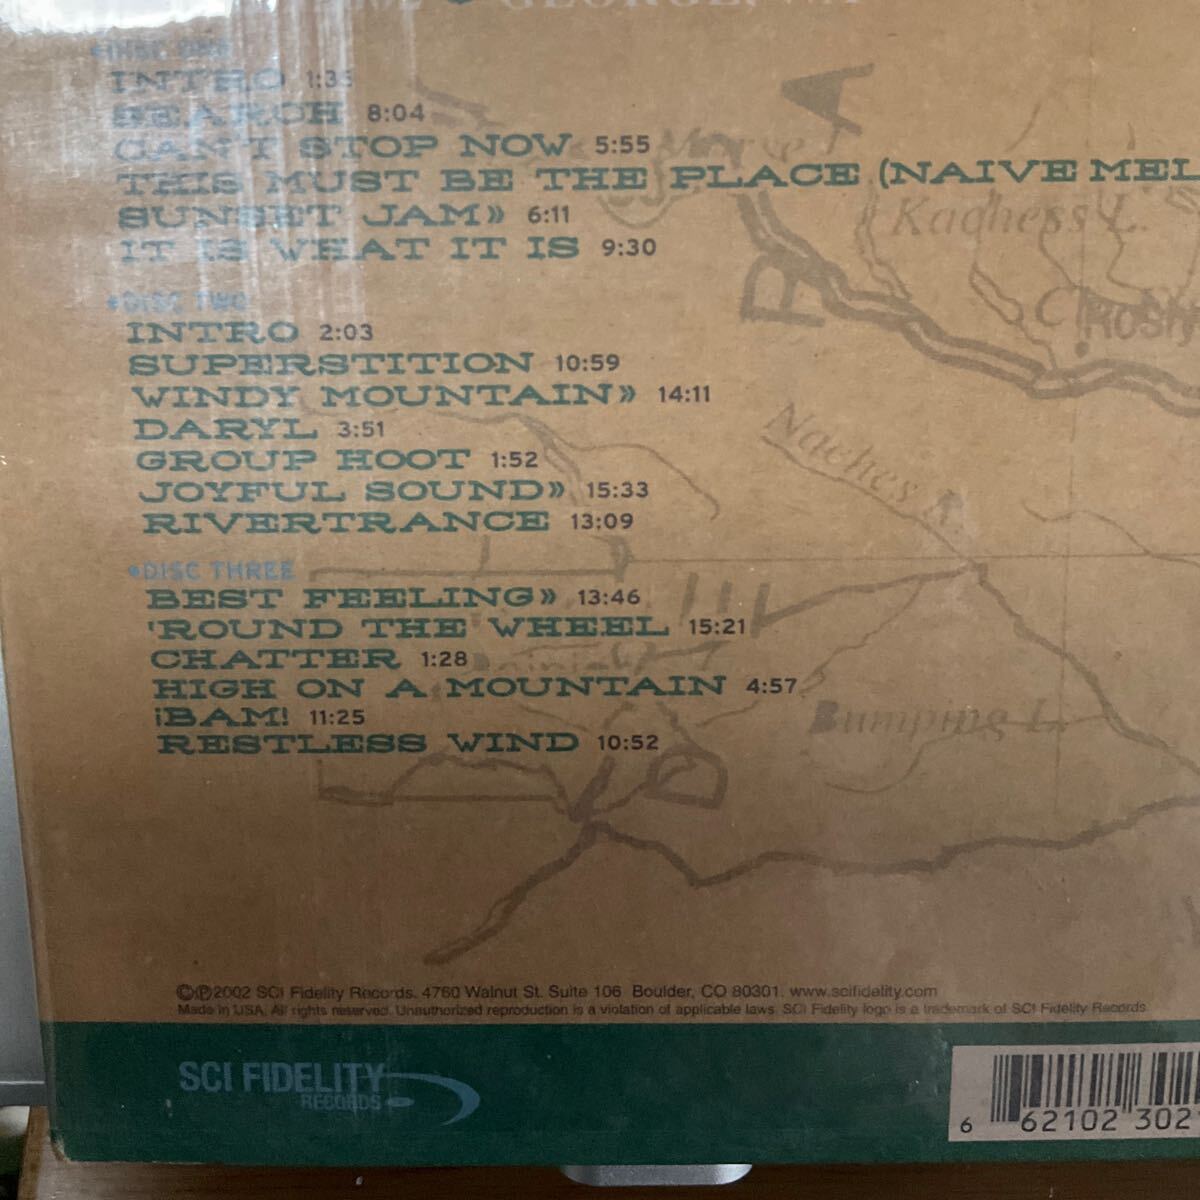 GEORGE, WA
•DISC ONE
INTRO 1:35
SEARCH 8:04
CAN'T STOP NOW 5:55
THIS MUST BE THE PLACE (NAIVE MEL
SUNSET JAM» 6:11
IT IS WHAT IT IS 9:30
•DISC TWO
INTRO 2:03
SUPERSTITION 10:59
WINDY MOUNTAIN» 14:11
DARYL 3:51
GROUP HOOT 1:52
JOYFUL SOUND» 15:33
RIVERTRANCE 13:09
•DISC THREE
BEST FEELING» 13:46
'ROUND THE WHEEL 15:21
CHATTER 1:28
HIGH ON A MOUNTAIN 4:57
¡BAM! 11:25
RESTLESS WIND 10:52
Kachess L.
Naches R.
Bumping L.
©℗2002 SCI Fidelity Records. 4760 Walnut St. Suite 106 Boulder, CO 80301. www.scifidelity.com
Made in USA. All rights reserved. Unauthorized reproduction is a violation of applicable laws. SCI Fidelity logo is a trademark of SCI Fidelity Records
SCI FIDELITY
RECORDS
6 62102 302